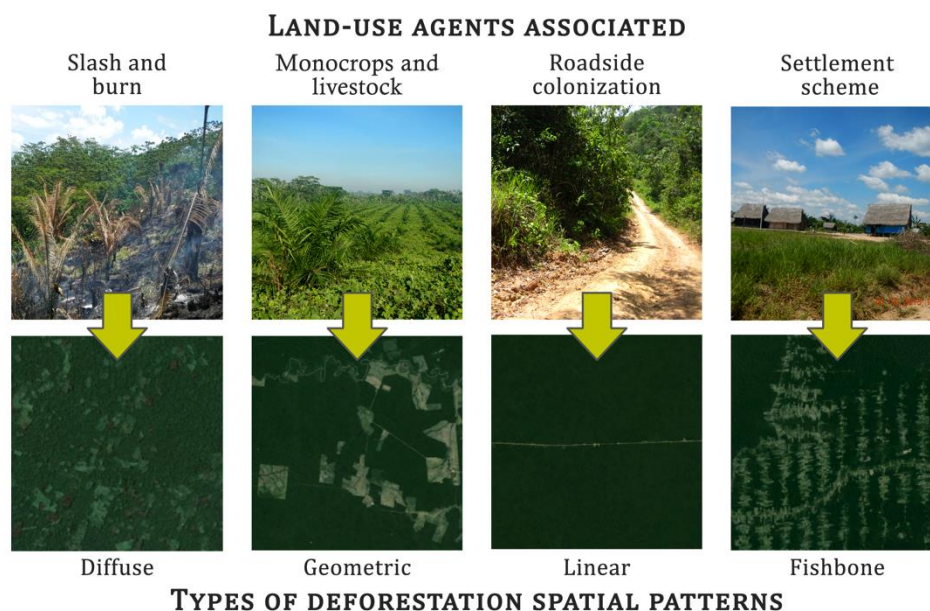 LAND-USE AGENTS ASSOCIATED
Slash and
burn
Monocrops and
livestock
Roadside
colonization
Settlement
scheme
Diffuse
Geometric
Linear
Fishbone
TYPES OF DEFORESTATION SPATIAL PATTERNS